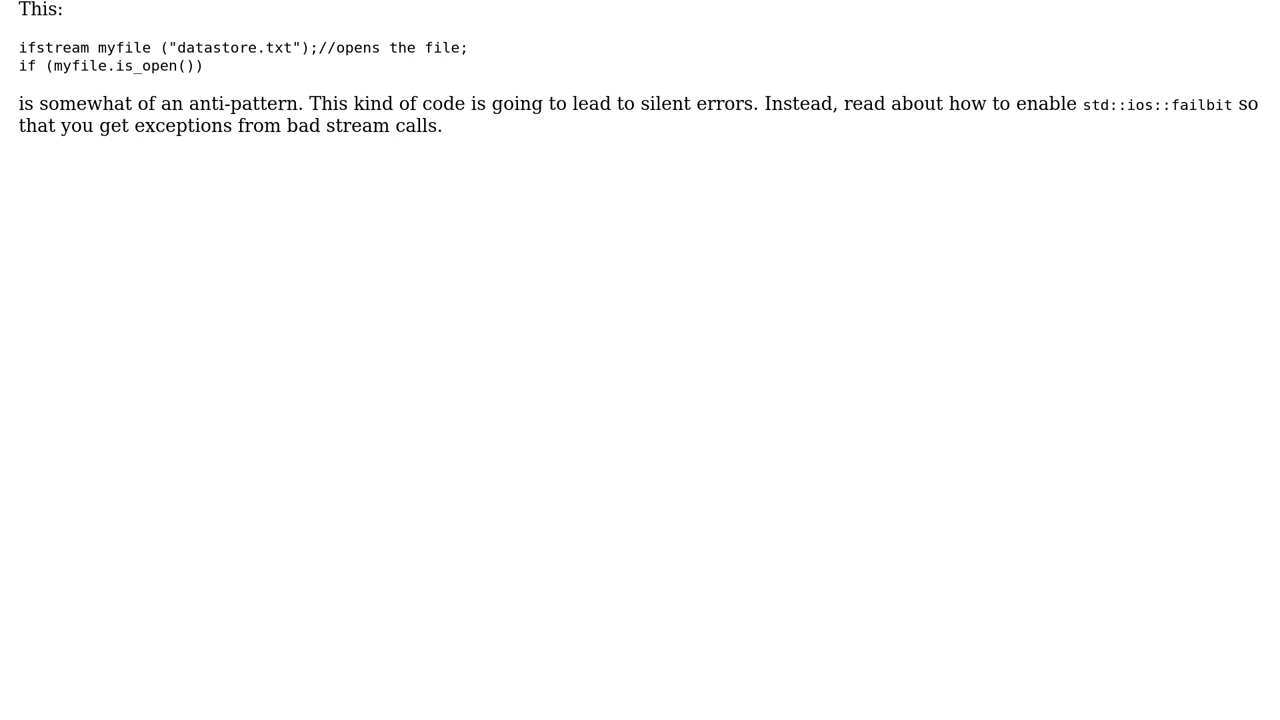 This:
ifstream myfile ("datastore.txt");//opens the file;
if (myfile.is_open())
is somewhat of an anti-pattern. This kind of code is going to lead to silent errors. Instead, read about how to enable std::ios::failbit so
that you get exceptions from bad stream calls.